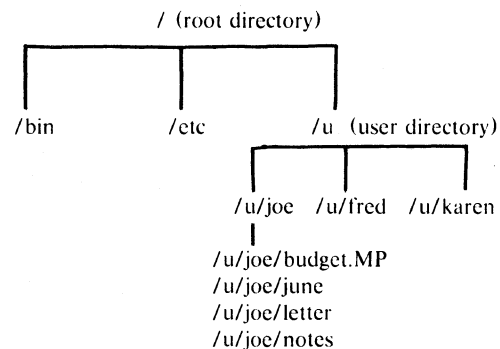 / (root directory)
/bin /etc /u (user directory)
/u/joe /u/fred /u/karen
/u/joe/budget.MP
/u/joe/june
/u/joe/letter
/u/joe/notes